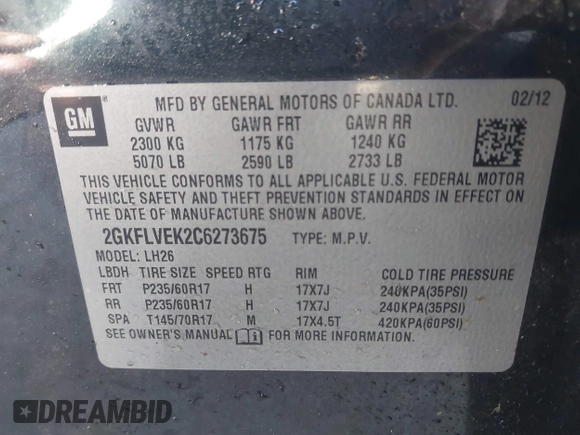 GM
MFD BY GENERAL MOTORS OF CANADA LTD. 02/12
GVWR GAWR FRT GAWR RR
2300 KG 1175 KG 1240 KG
5070 LB 2590 LB 2733 LB
THIS VEHICLE CONFORMS TO ALL APPLICABLE U.S. FEDERAL MOTOR
VEHICLE SAFETY AND THEFT PREVENTION STANDARDS IN EFFECT ON
THE DATE OF MANUFACTURE SHOWN ABOVE.
2GKFLVEK2C6273675 TYPE: M.P.V.
MODEL: LH26
LBDH TIRE SIZE SPEED RTG RIM COLD TIRE PRESSURE
FRT P235/60R17 H 17X7J 240KPA(35PSI)
RR P235/60R17 H 17X7J 240KPA(35PSI)
SPA T145/70R17 M 17X4.5T 420KPA(60PSI)
SEE OWNER'S MANUAL FOR MORE INFORMATION.
DREAMBID